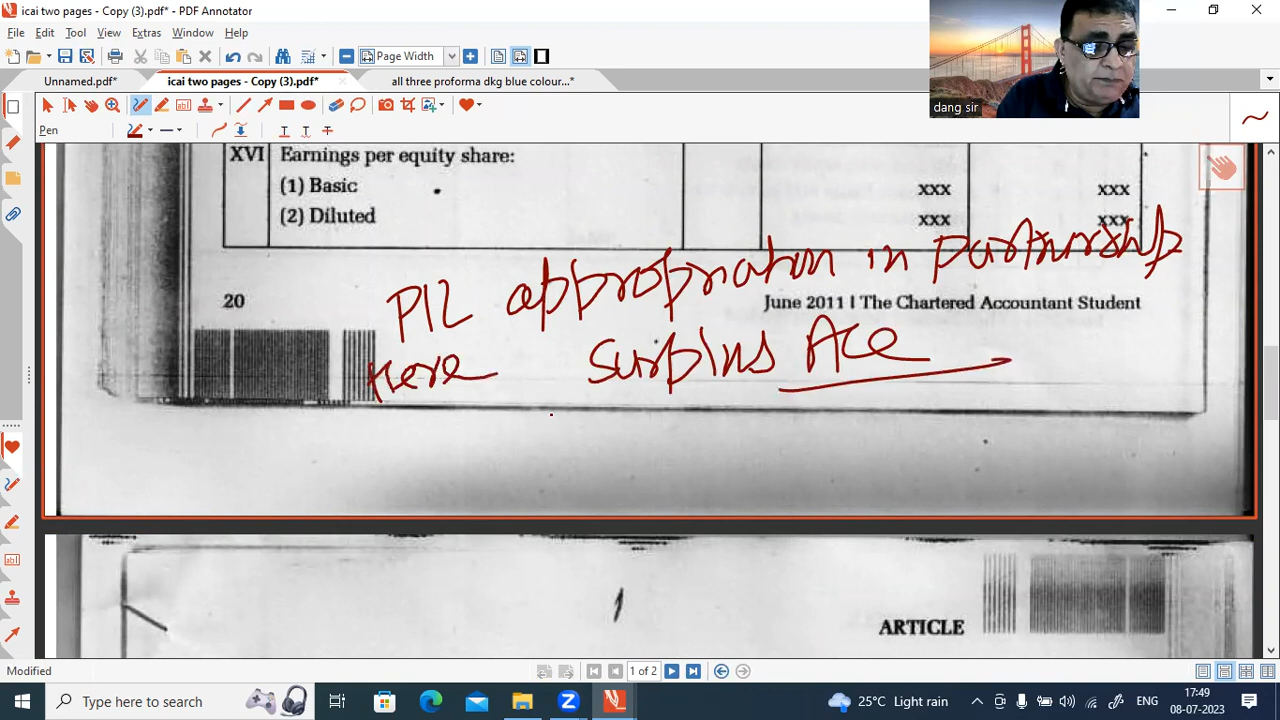 icai two pages - Copy (3).pdf* - PDF Annotator
File Edit Tool View Extras Window Help
Page Width
Unnamed.pdf* icai two pages - Copy (3).pdf* all three proforma dkg blue colour...*
dang sir
Pen
XVI Earnings per equity share:
(1) Basic xxx xxx
(2) Diluted xxx xxx
P/L appropriation in partnership
20 June 2011 I The Chartered Accountant Student
Here surplus Acc
ARTICLE
Modified 1 of 2
Type here to search 25°C Light rain ENG 17:49
08-07-2023